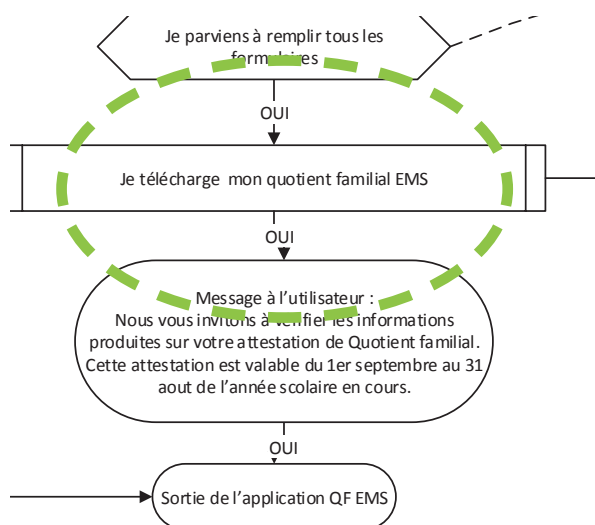 Je parviens à remplir tous les
formulaires
OUI
Je télécharge mon quotient familial EMS
OUI
Message à l'utilisateur :
Nous vous invitons à vérifier les informations
produites sur votre attestation de Quotient familial.
Cette attestation est valable du 1er septembre au 31
aout de l'année scolaire en cours.
OUI
Sortie de l'application QF EMS